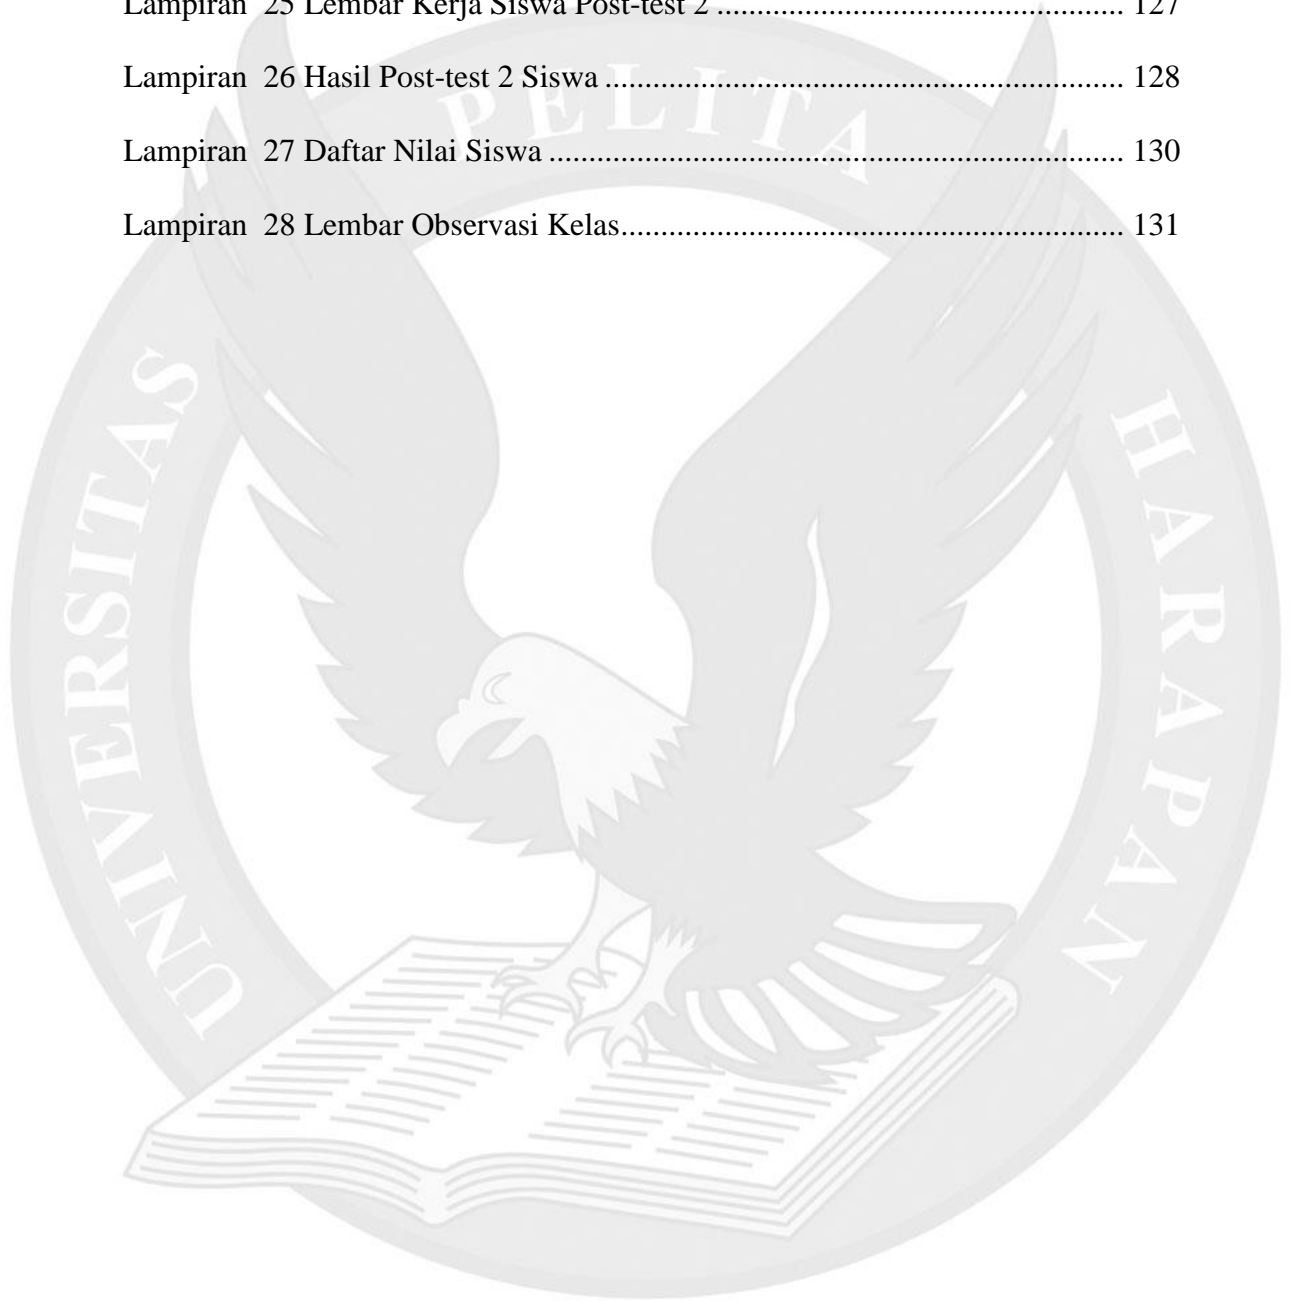 Lampiran  25 Lembar Kerja Siswa Post-test 2 .................................................. 127
Lampiran  26 Hasil Post-test 2 Siswa ................................................................ 128
Lampiran  27 Daftar Nilai Siswa ....................................................................... 130
Lampiran  28 Lembar Observasi Kelas.............................................................. 131
UNIVERSITAS PELITA HARAPAN